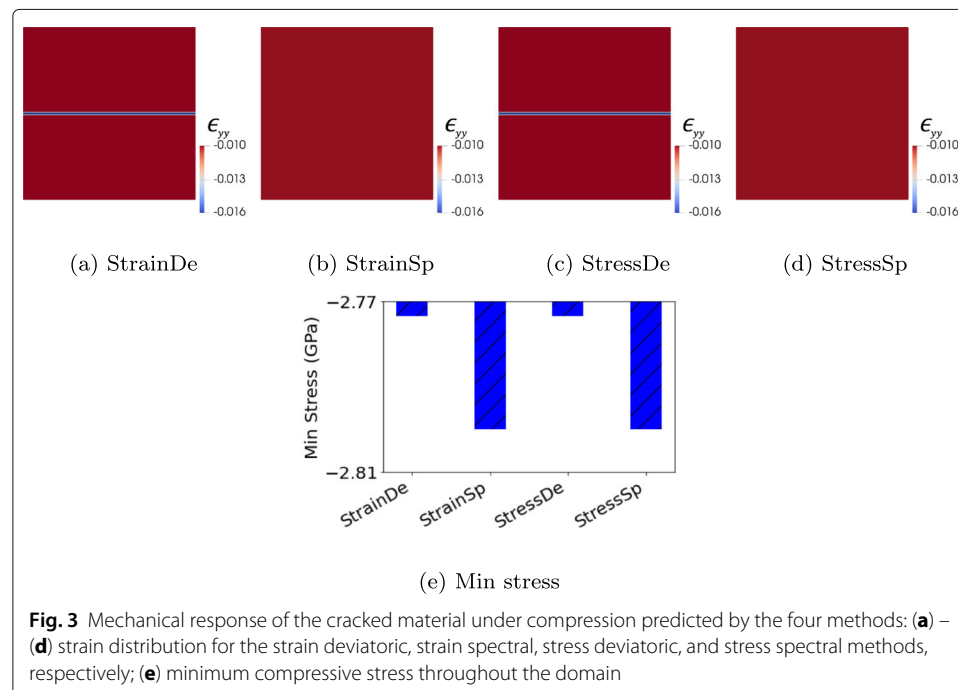 ϵyy
-0.010
-0.013
-0.016
ϵyy
-0.010
-0.013
-0.016
ϵyy
-0.010
-0.013
-0.016
ϵyy
-0.010
-0.013
-0.016
(a) StrainDe
(b) StrainSp
(c) StressDe
(d) StressSp
Min Stress (GPa)
−2.77
−2.81
StrainDe
StrainSp
StressDe
StressSp
(e) Min stress
Fig. 3 Mechanical response of the cracked material under compression predicted by the four methods: (a) –
(d) strain distribution for the strain deviatoric, strain spectral, stress deviatoric, and stress spectral methods,
respectively; (e) minimum compressive stress throughout the domain